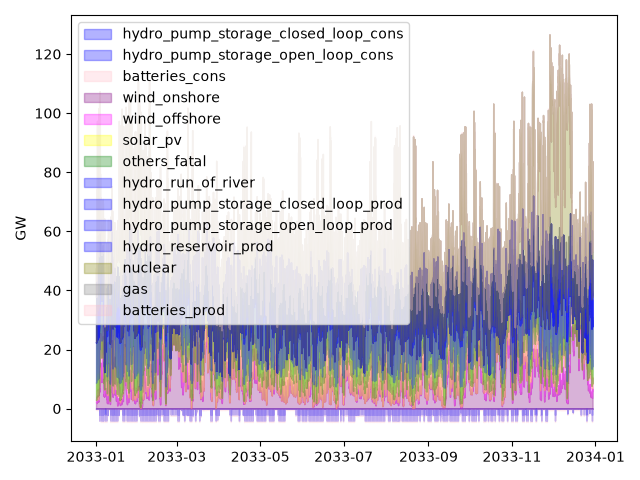 hydro_pump_storage_closed_loop_cons
hydro_pump_storage_open_loop_cons
batteries_cons
wind_onshore
wind_offshore
solar_pv
others_fatal
hydro_run_of_river
hydro_pump_storage_closed_loop_prod
hydro_pump_storage_open_loop_prod
hydro_reservoir_prod
nuclear
gas
batteries_prod
GW
120
100
80
60
40
20
0
2033-01 2033-03 2033-05 2033-07 2033-09 2033-11 2034-01